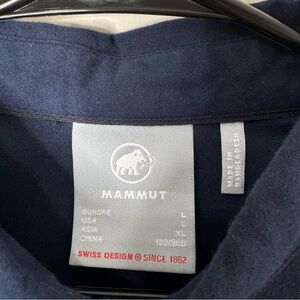 MAMMUT
EUROPE L
USA L
ASIA XL
CHINA 180/96B
SWISS DESIGN SINCE 1862
MADE IN
BANGLADESH